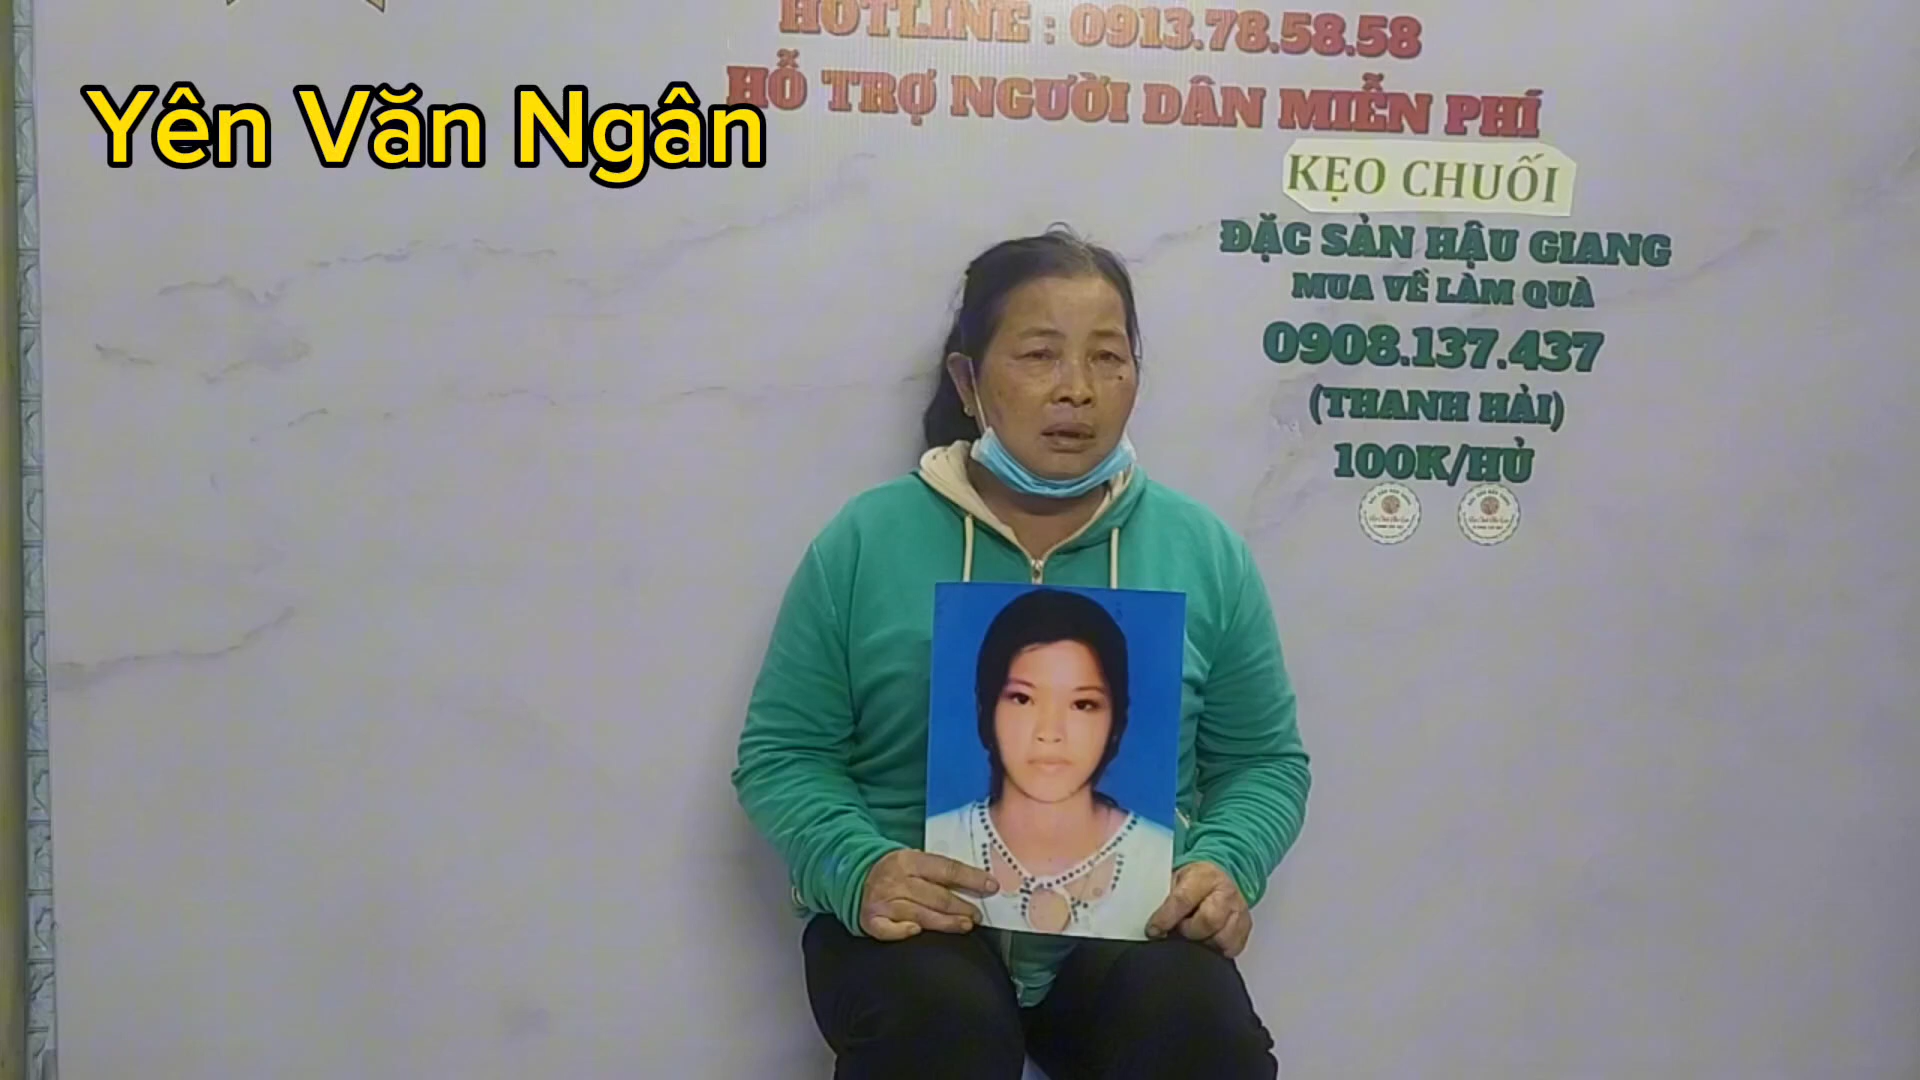 HOTLINE : 0913.78.58.58
HỖ TRỢ NGƯỜI DÂN MIỄN PHÍ
Yên Văn Ngân
KẸO CHUỐI
ĐẶC SẢN HẬU GIANG
MUA VỀ LÀM QUÀ
0908.137.437
(THANH HẢI)
100K/HỦ